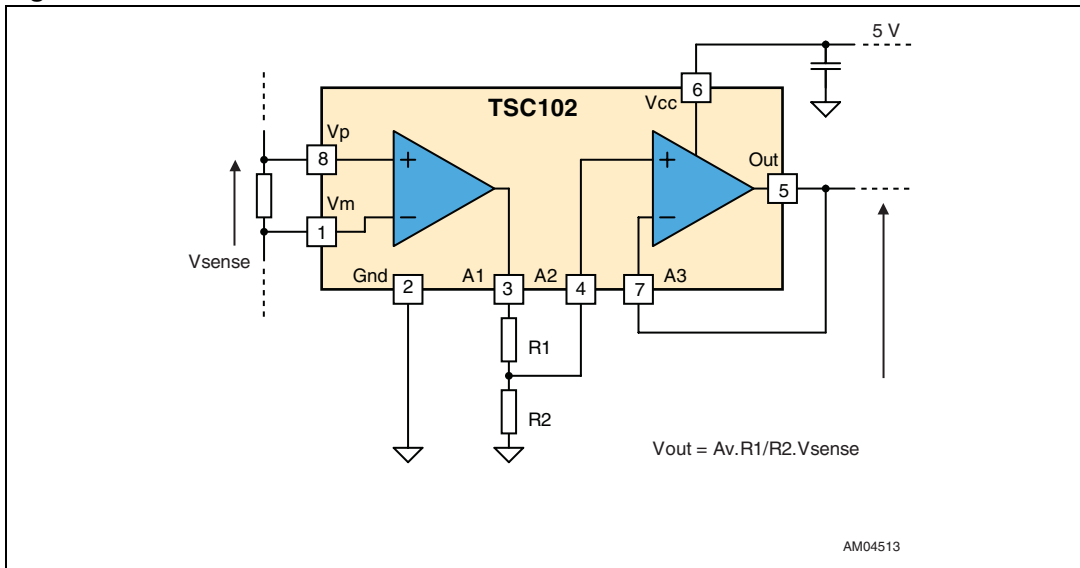 5 V
6
Vcc
TSC102
Vp
8
+
+
Out
5
Vm
–
–
1
Vsense
Gnd
A1
A2
A3
2
3
4
7
R1
R2
Vout = Av.R1/R2.Vsense
AM04513